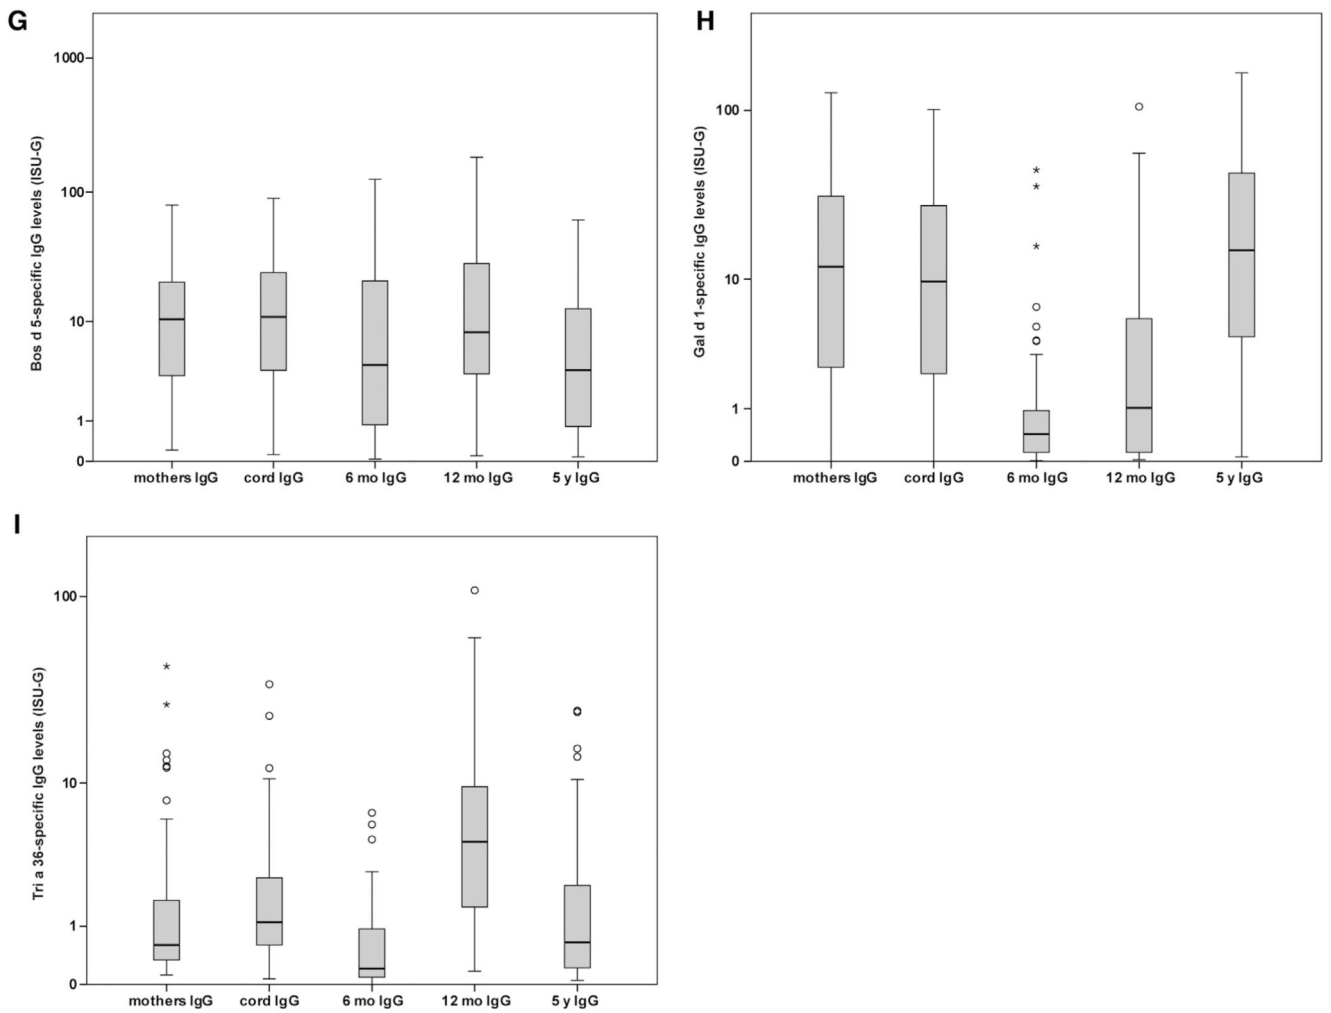 G
Bos d 5-specific IgG levels (ISU-G)
1000
100
10
1
0
mothers IgG cord IgG 6 mo IgG 12 mo IgG 5 y IgG
H
Gal d 1-specific IgG levels (ISU-G)
100
10
1
0
mothers IgG cord IgG 6 mo IgG 12 mo IgG 5 y IgG
I
Tri a 36-specific IgG levels (ISU-G)
100
10
1
0
mothers IgG cord IgG 6 mo IgG 12 mo IgG 5 y IgG